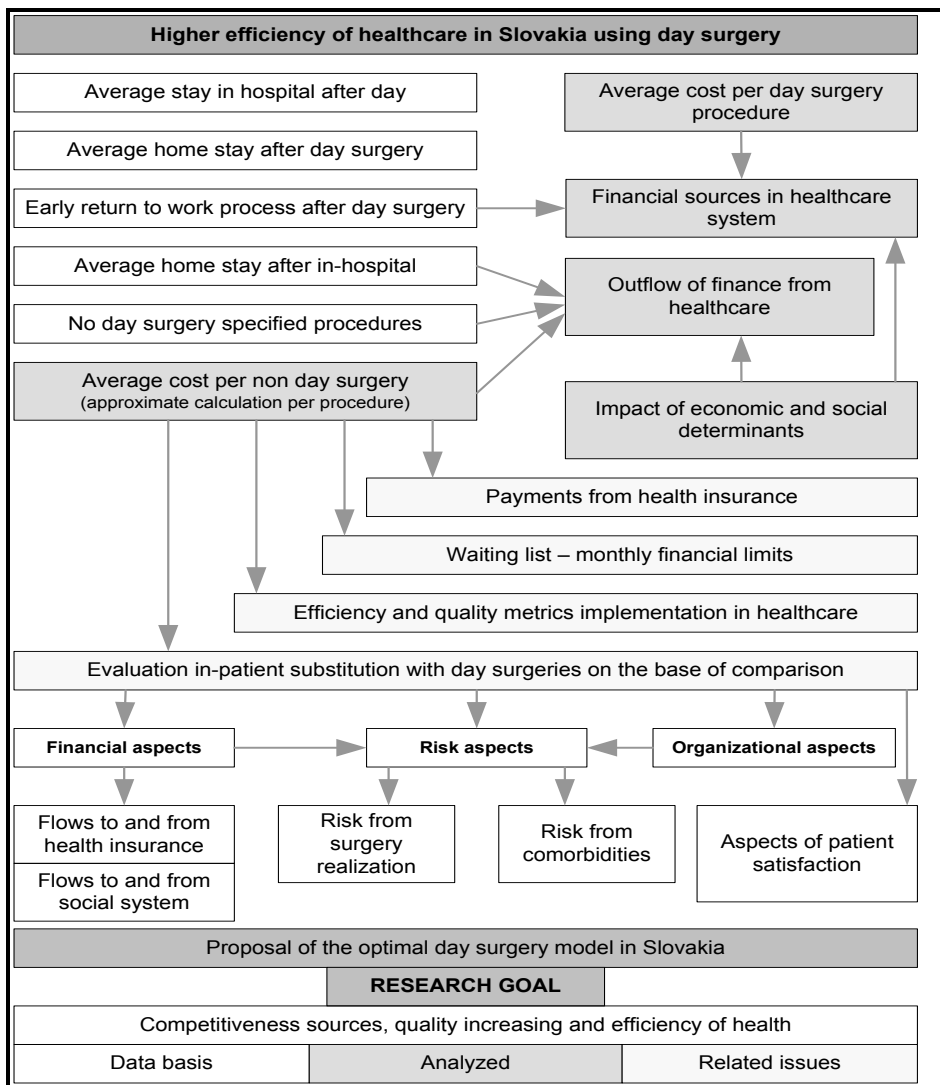 Higher efficiency of healthcare in Slovakia using day surgery
Average stay in hospital after day
Average cost per day surgery
procedure
Average home stay after day surgery
Early return to work process after day surgery
Financial sources in healthcare
system
Average home stay after in-hospital
Outflow of finance from
healthcare
No day surgery specified procedures
Average cost per non day surgery
(approximate calculation per procedure)
Impact of economic and social
determinants
Payments from health insurance
Waiting list – monthly financial limits
Efficiency and quality metrics implementation in healthcare
Evaluation in-patient substitution with day surgeries on the base of comparison
Financial aspects
Risk aspects
Organizational aspects
Flows to and from
health insurance
Flows to and from
social system
Risk from
surgery
realization
Risk from
comorbidities
Aspects of patient
satisfaction
Proposal of the optimal day surgery model in Slovakia
RESEARCH GOAL
Competitiveness sources, quality increasing and efficiency of health
Data basis
Analyzed
Related issues